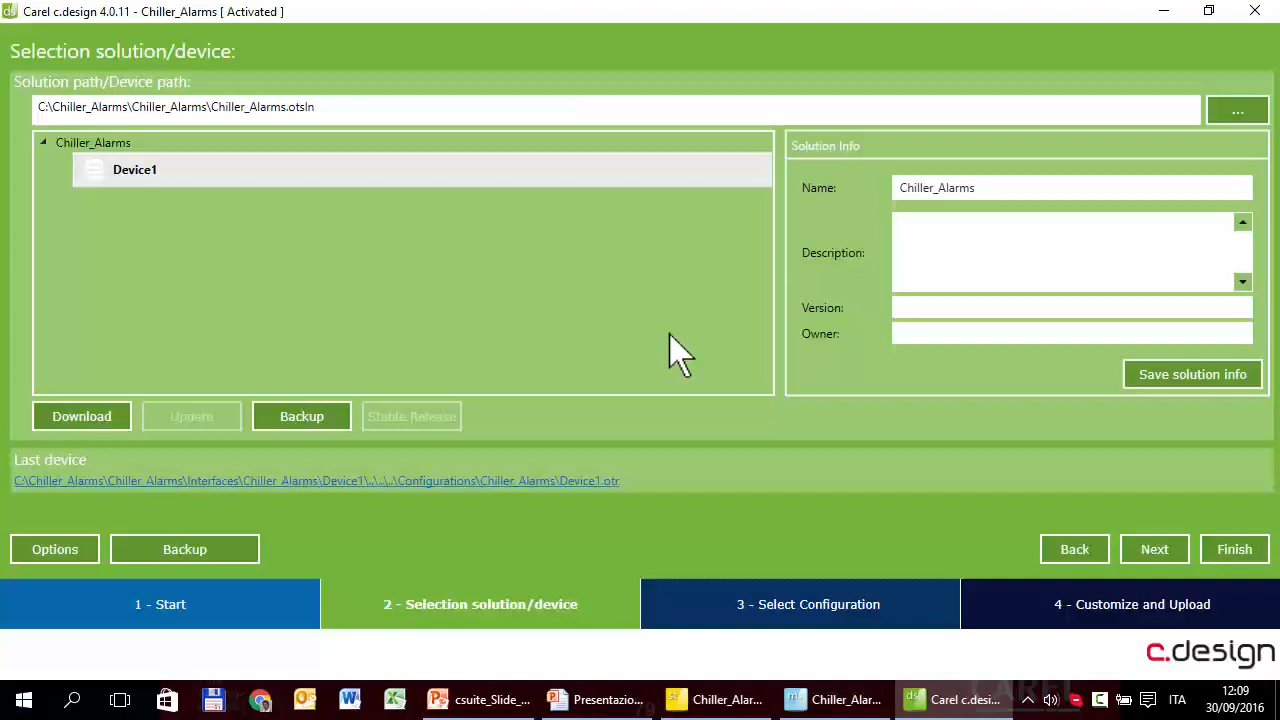 Carel c.design 4.0.11 - Chiller_Alarms [ Activated ]
Selection solution/device:
Solution path/Device path:
C:\Chiller_Alarms\Chiller_Alarms\Chiller_Alarms.otsln
...
Chiller_Alarms
Device1
Solution Info
Name:
Chiller_Alarms
Description:
Version:
Owner:
Save solution info
Download
Update
Backup
Stable Release
Last device
C:\Chiller_Alarms\Chiller_Alarms\Interfaces\Chiller_Alarms\Device1\..\..\..\Configurations\Chiller_Alarms\Device1.otr
Options
Backup
Back
Next
Finish
1 - Start
2 - Selection solution/device
3 - Select Configuration
4 - Customize and Upload
c.design
csuite_Slide_...
Presentazio...
Chiller_Alar...
Chiller_Alar...
Carel c.desi...
ITA
12:09
30/09/2016
CAREL
79